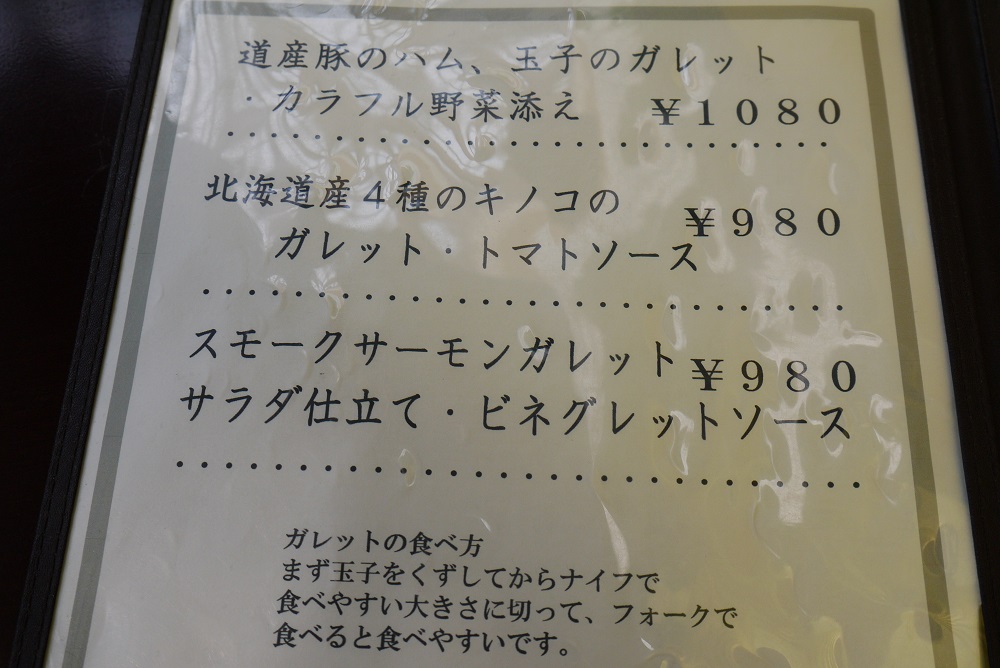 道産豚のハム、玉子のガレット
・カラフル野菜添え ￥１０８０
北海道産４種のキノコの ￥９８０
ガレット・トマトソース
スモークサーモンガレット ￥９８０
サラダ仕立て・ビネグレットソース
ガレットの食べ方
まず玉子をくずしてからナイフで
食べやすい大きさに切って、フォークで
食べると食べやすいです。